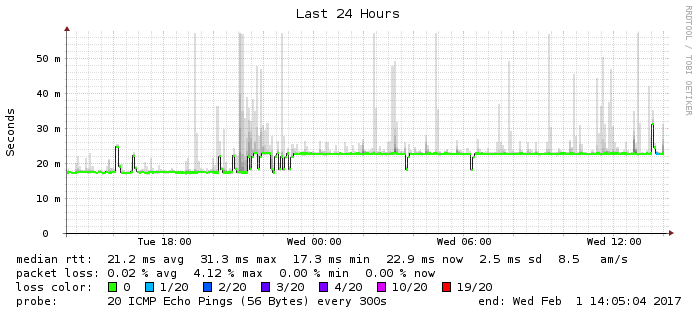 Last 24 Hours
RRDTOOL / TOBI OETIKER
Seconds
50 m
40 m
30 m
20 m
10 m
0
Tue 18:00 Wed 00:00 Wed 06:00 Wed 12:00
median rtt: 21.2 ms avg 31.3 ms max 17.3 ms min 22.9 ms now 2.5 ms sd 8.5 am/s
packet loss: 0.02 % avg 4.12 % max 0.00 % min 0.00 % now
loss color: 0 1/20 2/20 3/20 4/20 10/20 19/20
probe: 20 ICMP Echo Pings (56 Bytes) every 300s end: Wed Feb 1 14:05:04 2017